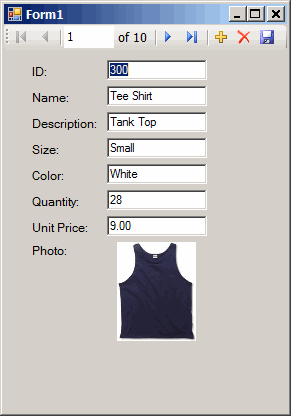 Form1
1 of 10
ID: 300
Name: Tee Shirt
Description: Tank Top
Size: Small
Color: White
Quantity: 28
Unit Price: 9.00
Photo: